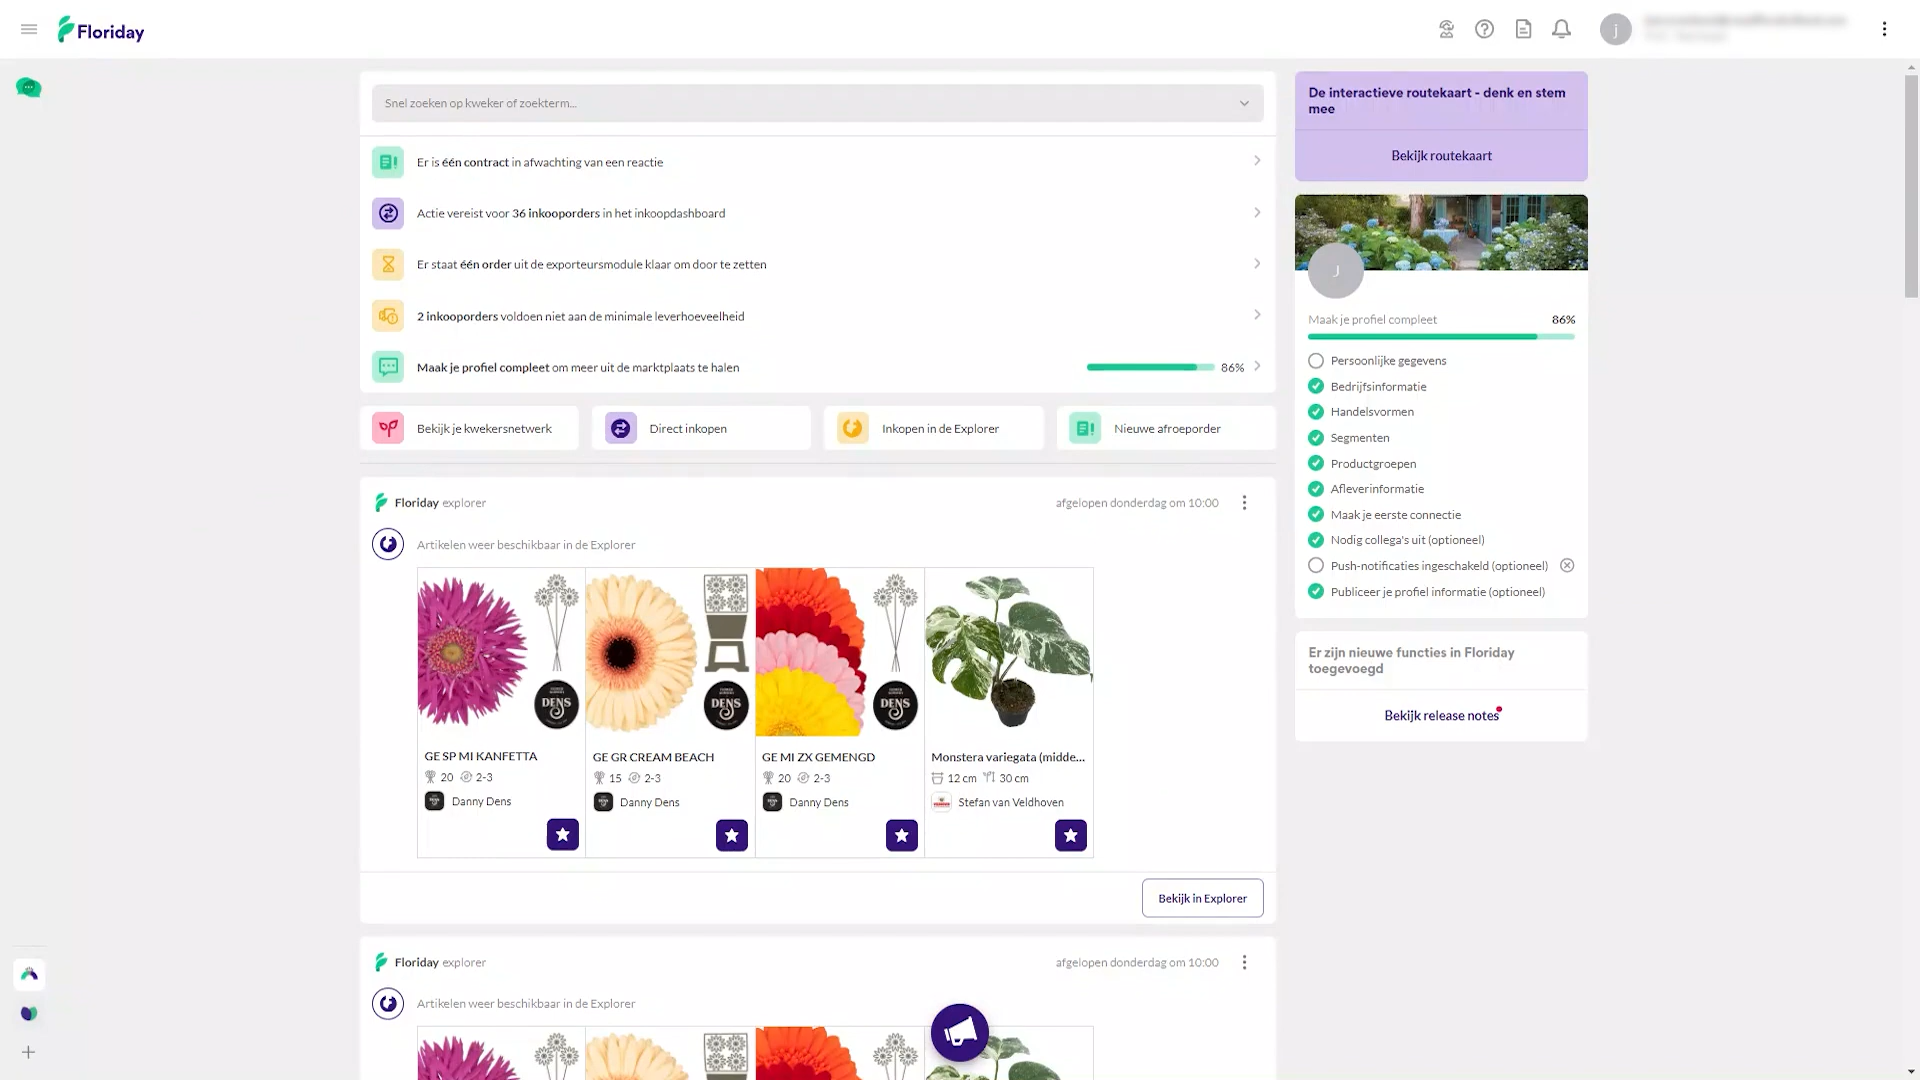 Floriday
j
Snel zoeken op kweker of zoekterm...
Er is één contract in afwachting van een reactie
Actie vereist voor 36 inkooporders in het inkoopdashboard
Er staat één order uit de exporteursmodule klaar om door te zetten
2 inkooporders voldoen niet aan de minimale leverhoeveelheid
Maak je profiel compleet om meer uit de marktplaats te halen
86%
Bekijk je kwekersnetwerk
Direct inkopen
Inkopen in de Explorer
Nieuwe afroeporder
Floriday explorer
afgelopen donderdag om 10:00
Artikelen weer beschikbaar in de Explorer
DENS
DENS
DENS
GE SP MI KANFETTA
20 2-3
Danny Dens
GE GR CREAM BEACH
15 2-3
Danny Dens
GE MI ZX GEMENGD
20 2-3
Danny Dens
Monstera variegata (midde...
12 cm 30 cm
Stefan van Veldhoven
Bekijk in Explorer
Floriday explorer
afgelopen donderdag om 10:00
Artikelen weer beschikbaar in de Explorer
De interactieve routekaart - denk en stem
mee
Bekijk routekaart
J
Maak je profiel compleet
86%
Persoonlijke gegevens
Bedrijfsinformatie
Handelsvormen
Segmenten
Productgroepen
Afleverinformatie
Maak je eerste connectie
Nodig collega's uit (optioneel)
Push-notificaties ingeschakeld (optioneel)
Publiceer je profiel informatie (optioneel)
Er zijn nieuwe functies in Floriday
toegevoegd
Bekijk release notes